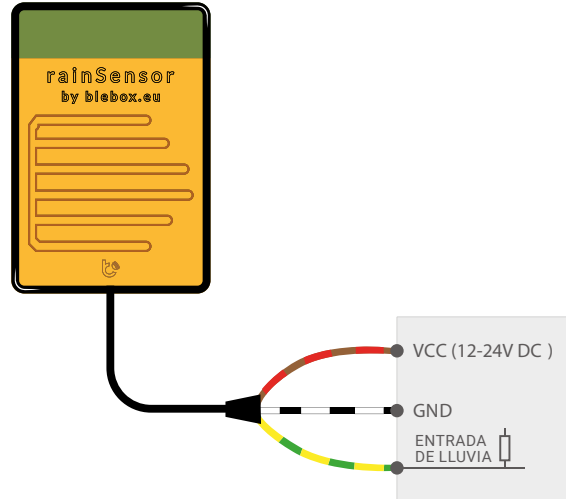 rainSensor
by blebox.eu
VCC (12-24V DC )
GND
ENTRADA
DE LLUVIA